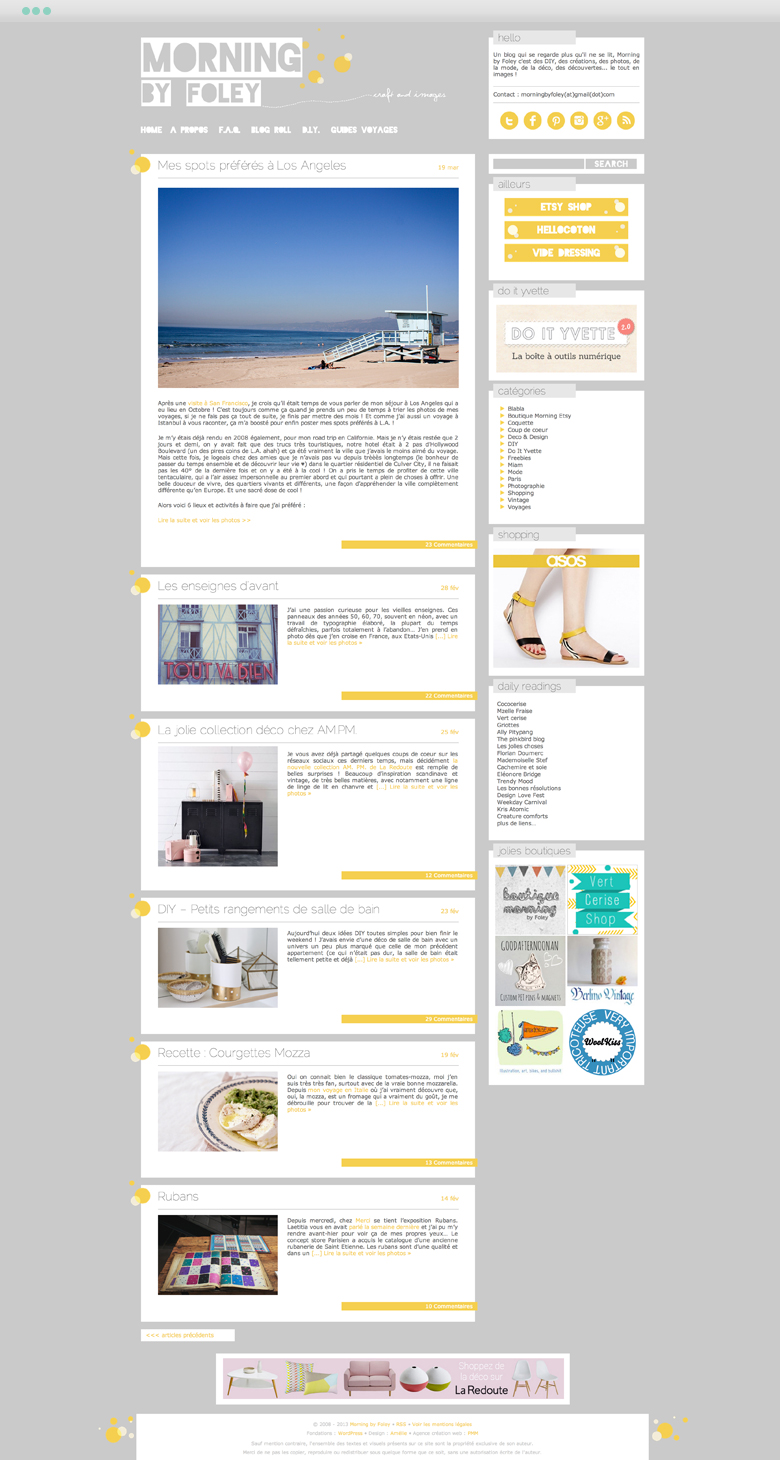 MORNING
BY FOLEY
...craft and images
HOME A PROPOS F.A.Q. BLOG ROLL D.I.Y. GUIDES VOYAGES
Mes spots préférés à Los Angeles
19 mar
Après une visite à San Francisco, je crois qu'il était temps de vous parler de mon séjour à Los Angeles qui a
eu lieu en Octobre ! C'est toujours comme ça quand je prends un peu de temps à trier les photos de mes
voyages, si je ne fais pas ça tout de suite, je finis par mettre des mois ! Et comme j'ai aussi un voyage à
Istanbul à vous raconter, ça m'a boosté pour enfin poster mes spots préférés à L.A. !
Je m'y étais déjà rendu en 2008 également, pour mon road trip en Californie. Mais je n'y étais restée que 2
jours et demi, on y avait fait que des trucs très touristiques, notre hôtel était à 2 pas d'Hollywood
Boulevard (un des pires coins de L.A. ahah) et ça été vraiment la ville que j'avais le moins aimé du voyage.
Mais cette fois, je logeais chez des amies que je n'avais pas vu depuis trèèès longtemps (le bonheur de
passer du temps ensemble et de découvrir leur vie ♥) dans le quartier résidentiel de Culver City, il ne faisait
pas les 40° de la dernière fois et on y a été à la cool ! On a pris le temps de profiter de cette ville
tentaculaire, qui a l'air assez impersonnelle au premier abord et qui pourtant a plein de choses à offrir. Une
belle douceur de vivre, des quartiers vivants et différents, une façon d'appréhender la ville complètement
différente qu'en Europe. Et une sacré dose de cool !
Alors voici 6 lieux et activités à faire que j'ai préféré :
Lire la suite et voir les photos >>
23 Commentaires
Les enseignes d'avant
28 fév
TOUT VA BIEN
J'ai une passion curieuse pour les vieilles enseignes. Ces
panneaux des années 50, 60, 70, souvent en néon, avec un
travail de typographie élaboré, la plupart du temps
défraîchies, parfois totalement à l'abandon... J'en prend en
photo dès que j'en croise en France, aux Etats-Unis [...] Lire
la suite et voir les photos »
22 Commentaires
La jolie collection déco chez AM.PM.
25 fév
Je vous avez déjà partagé quelques coups de coeur sur les
réseaux sociaux ces derniers temps, mais décidément la
nouvelle collection AM. PM. de La Redoute est remplie de
belles surprises ! Beaucoup d'inspiration scandinave et
vintage, de très belles matières, avec notamment une ligne
de linge de lit en chanvre et [...] Lire la suite et voir les
photos »
12 Commentaires
DIY – Petits rangements de salle de bain
23 fév
Aujourd'hui deux idées DIY toutes simples pour bien finir le
weekend ! J'avais envie d'une déco de salle de bain avec un
univers un peu plus marqué que celle de mon précédent
appartement (ce qui n'était pas dur, la salle de bain était
tellement petite et déjà [...] Lire la suite et voir les photos »
29 Commentaires
Recette : Courgettes Mozza
19 fév
Oui on connait bien le classique tomates-mozza, moi j'en
suis très très fan, surtout avec de la vraie bonne mozzarella.
Depuis mon voyage en Italie où j'ai vraiment découvre que,
oui, la mozza, est un fromage qui a vraiment du goût, je me
débrouille pour trouver de la [...] Lire la suite et voir les
photos »
13 Commentaires
Rubans
14 fév
Depuis mercredi, chez Merci se tient l'exposition Rubans.
Laetitia vous en avait parlé la semaine dernière et j'ai pu m'y
rendre avant-hier pour voir ça de mes propres yeux... Le
concept store Parisien a acquis le catalogue d'une ancienne
rubanerie de Saint Etienne. Les rubans sont d'une qualité et
dans un [...] Lire la suite et voir les photos »
10 Commentaires
<<< articles précédents
hello
Un blog qui se regarde plus qu'il ne se lit, Morning
by Foley c'est des DIY, des créations, des photos, de
la mode, de la déco, des découvertes... le tout en
images !
Contact : morningbyfoley(at)gmail(dot)com
SEARCH
ailleurs
ETSY SHOP
HELLOCOTON
VIDE DRESSING
do it yvette
DO IT YVETTE
2.0
La boîte à outils numérique
catégories
Blabla
Boutique Morning Etsy
Coquette
Coup de coeur
Deco & Design
DIY
Do It Yvette
Freebies
Miam
Mode
Paris
Photographie
Shopping
Vintage
Voyages
shopping
asos
daily readings
Cococerise
Mzelle Fraise
Vert cerise
Griottes
Ally Pitypang
The pinkbird blog
Les Jolies choses
Florian Doumerc
Mademoiselle Stef
Cachemire et soie
Eléonore Bridge
Trendy Mood
Les bonnes résolutions
Design Love Fest
Weekday Carnival
Kris Atomic
Creature comforts
plus de liens...
jolies boutiques
boutique
morning
by Foley
Vert
Cerise
Shop
GOOD AFTERNOONAN
CUSTOM PET PINS & MAGNETS
Berlino Vintage
illustration, art, kokes, and bullshit
TRICOTEUSE VERY IMPORTANT
WoolKiss
Shoppez de
la déco sur
La Redoute
© 2008 - 2013 Morning by Foley • RSS • Voir les mentions légales
Fondations : WordPress • Design : Amélie • Agence création web : PMM
Sauf mention contraire, l'ensemble des textes et visuels présents sur ce site sont la propriété exclusive de son auteur.
Merci de ne pas les copier, reproduire ou redistribuer sous quelque forme que ce soit, sans une autorisation écrite de l'auteur